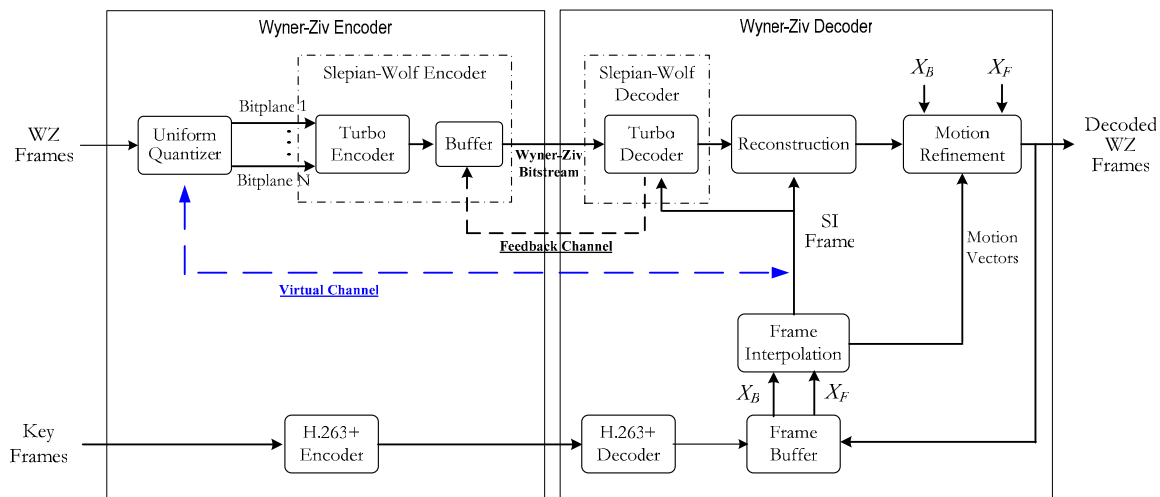 Wyner-Ziv Encoder
Wyner-Ziv Decoder
Slepian-Wolf Encoder
Slepian-Wolf
Decoder
X_B
X_F
WZ
Frames
Uniform
Quantizer
Bitplane 1
Bitplane N
Turbo
Encoder
Buffer
Wyner-Ziv
Bitstream
Turbo
Decoder
Reconstruction
Motion
Refinement
Decoded
WZ
Frames
Feedback Channel
SI
Frame
Motion
Vectors
Virtual Channel
Frame
Interpolation
X_B
X_F
Key
Frames
H.263+
Encoder
H.263+
Decoder
Frame
Buffer